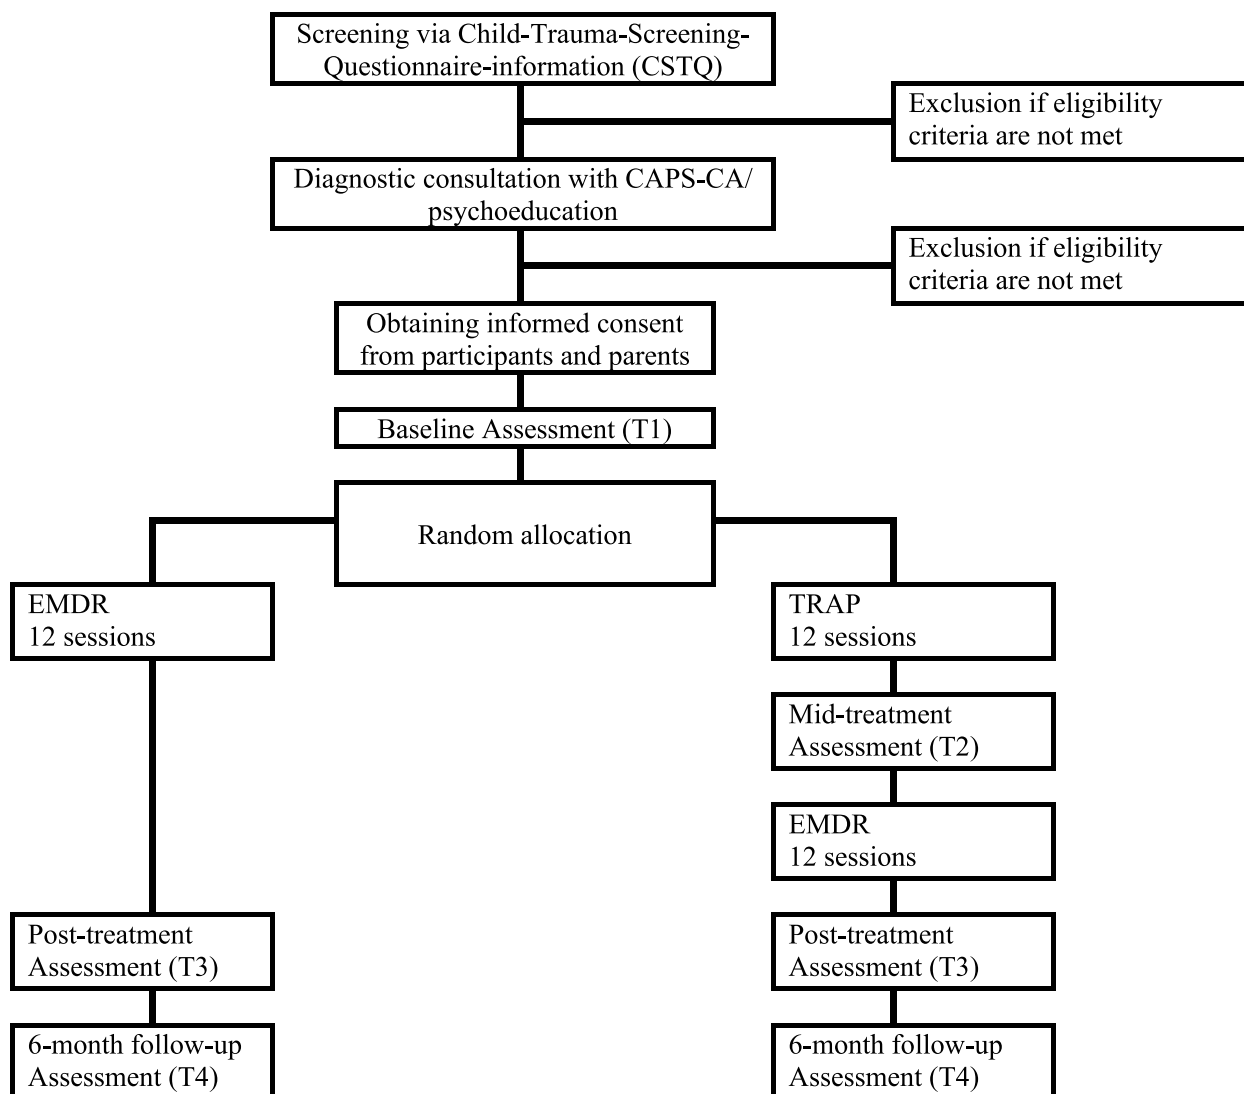 Screening via Child-Trauma-Screening-
Questionnaire-information (CSTQ)
Exclusion if eligibility
criteria are not met
Diagnostic consultation with CAPS-CA/
psychoeducation
Exclusion if eligibility
criteria are not met
Obtaining informed consent
from participants and parents
Baseline Assessment (T1)
Random allocation
EMDR
12 sessions
TRAP
12 sessions
Mid-treatment
Assessment (T2)
EMDR
12 sessions
Post-treatment
Assessment (T3)
Post-treatment
Assessment (T3)
6-month follow-up
Assessment (T4)
6-month follow-up
Assessment (T4)